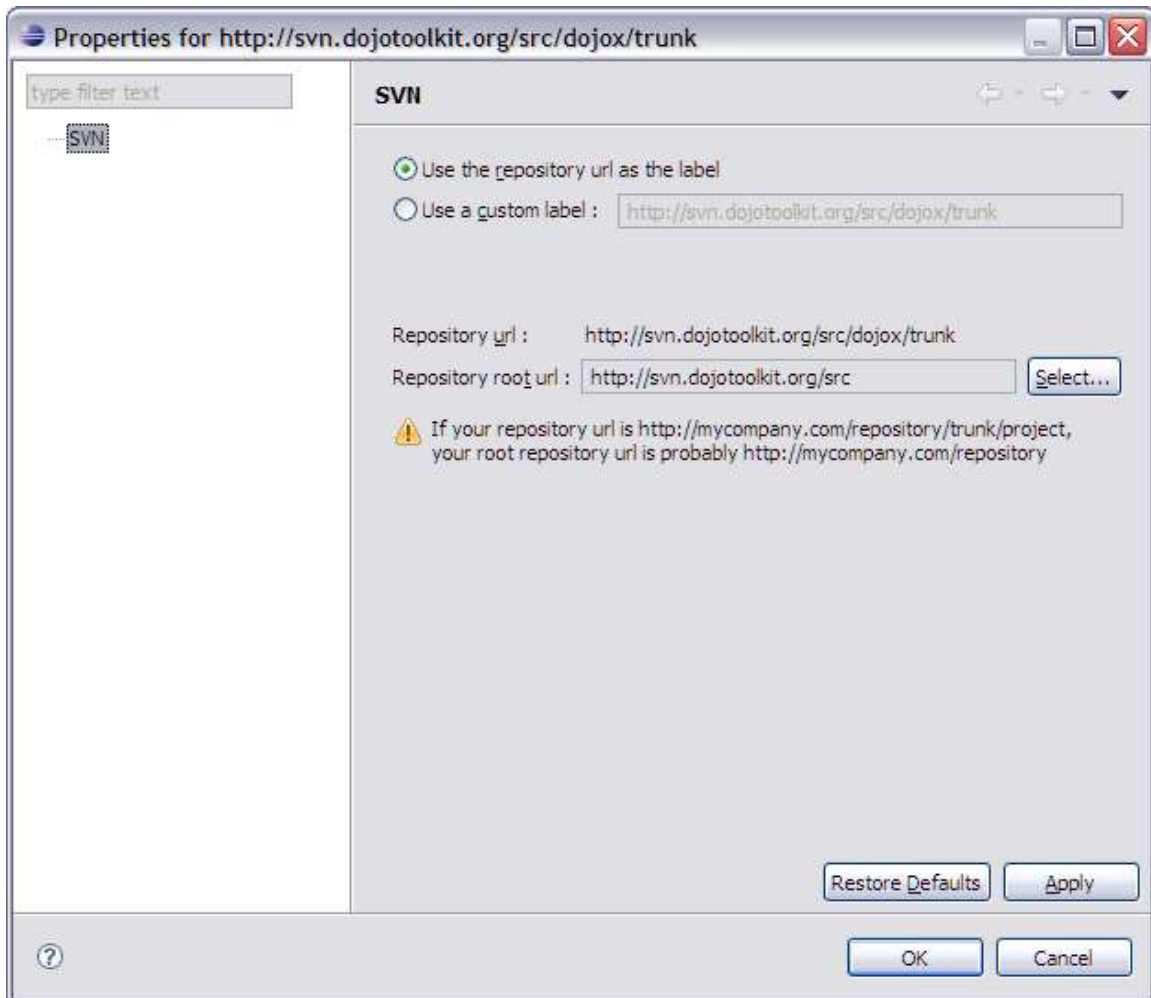 Properties for http://svn.dojotoolkit.org/src/dojox/trunk
type filter text
SVN
SVN
Use the repository url as the label
Use a custom label :
http://svn.dojotoolkit.org/src/dojox/trunk
Repository url : http://svn.dojotoolkit.org/src/dojox/trunk
Repository root url : http://svn.dojotoolkit.org/src
Select...
If your repository url is http://mycompany.com/repository/trunk/project,
your root repository url is probably http://mycompany.com/repository
Restore Defaults
Apply
?
OK
Cancel